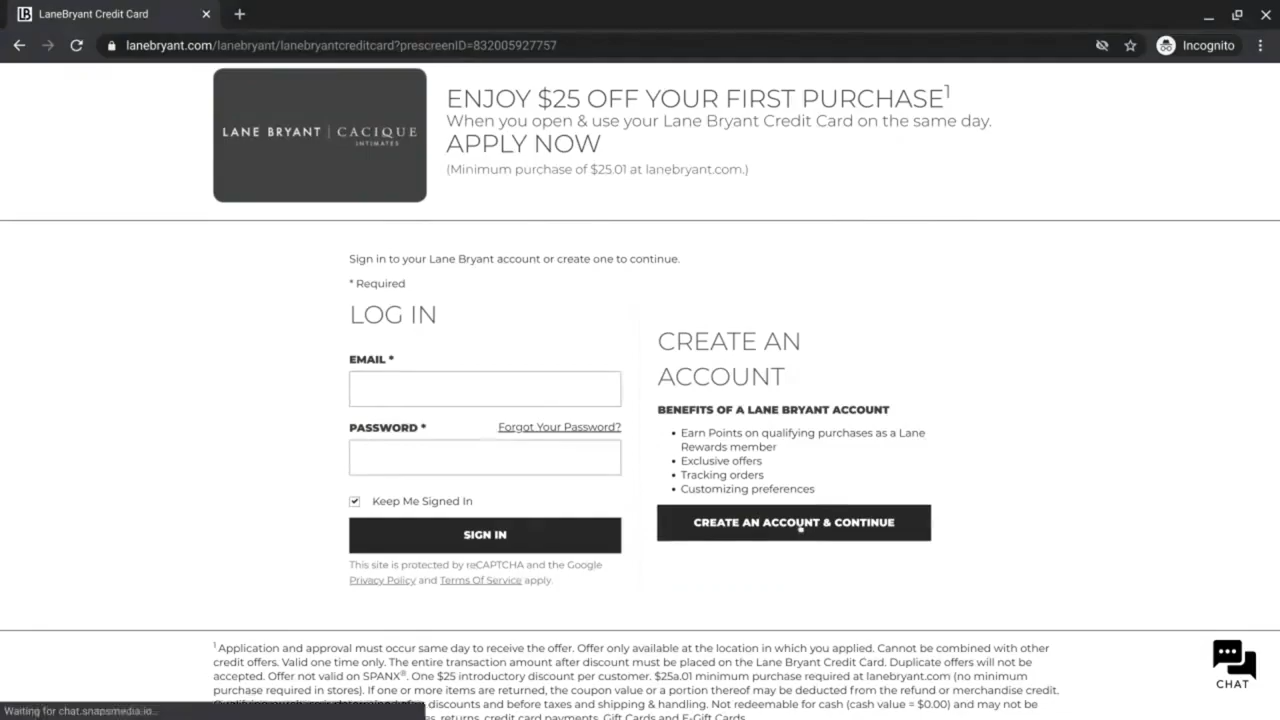 LB LaneBryant Credit Card
lanebryant.com/lanebryant/lanebryantcreditcard?prescreenID=832005927757
Incognito
LANE BRYANT | CACIQUE
INTIMATES
ENJOY $25 OFF YOUR FIRST PURCHASE1
When you open & use your Lane Bryant Credit Card on the same day.
APPLY NOW
(Minimum purchase of $25.01 at lanebryant.com.)
Sign in to your Lane Bryant account or create one to continue.
* Required
LOG IN
EMAIL *
PASSWORD *
Forgot Your Password?
Keep Me Signed In
SIGN IN
This site is protected by reCAPTCHA and the Google
Privacy Policy and Terms Of Service apply.
CREATE AN
ACCOUNT
BENEFITS OF A LANE BRYANT ACCOUNT
• Earn Points on qualifying purchases as a Lane
Rewards member
• Exclusive offers
• Tracking orders
• Customizing preferences
CREATE AN ACCOUNT & CONTINUE
1 Application and approval must occur same day to receive the offer. Offer only available at the location in which you applied. Cannot be combined with other
credit offers. Valid one time only. The entire transaction amount after discount must be placed on the Lane Bryant Credit Card. Duplicate offers will not be
accepted. Offer not valid on SPANX®. One $25 introductory discount per customer. $25a.01 minimum purchase required at lanebryant.com (no minimum
purchase required in stores). If one or more items are returned, the coupon value or a portion thereof may be deducted from the refund or merchandise credit.
discounts and before taxes and shipping & handling. Not redeemable for cash (cash value = $0.00) and may not be
returns, credit card payments, Gift Cards and E-Gift Cards.
CHAT
Waiting for chat.snapsmedia.io...